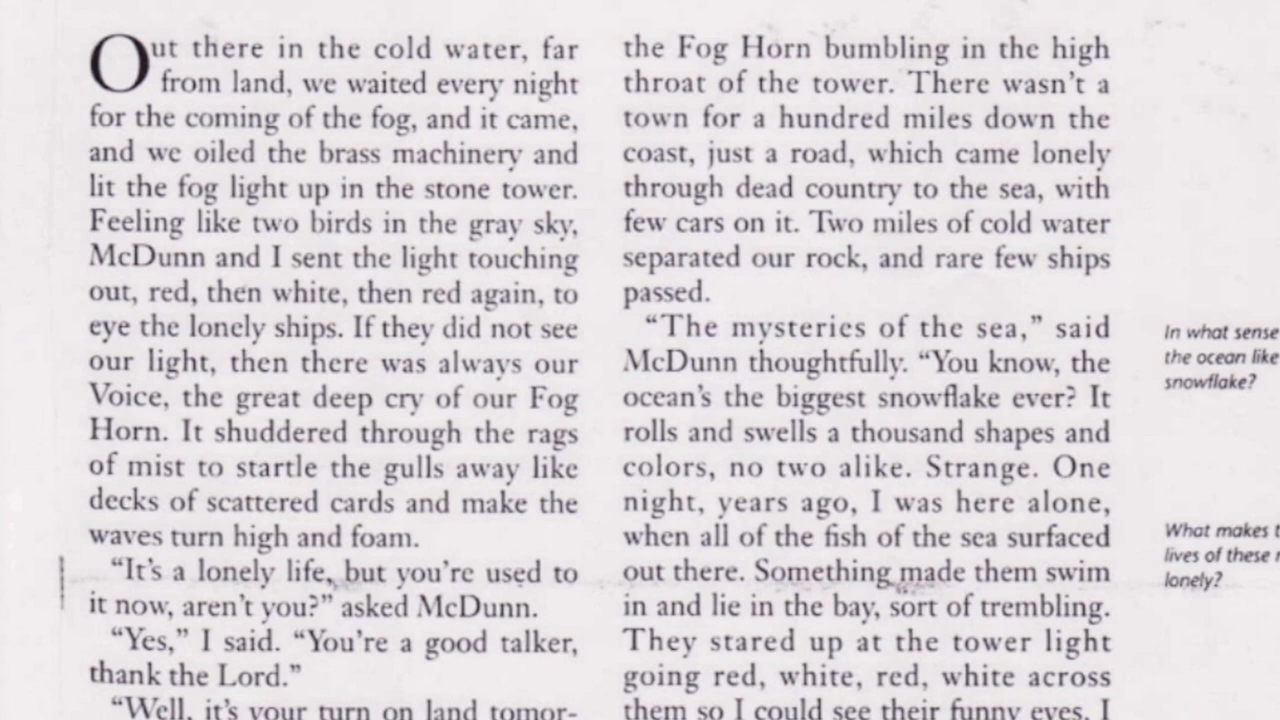 Out there in the cold water, far
from land, we waited every night
for the coming of the fog, and it came,
and we oiled the brass machinery and
lit the fog light up in the stone tower.
Feeling like two birds in the gray sky,
McDunn and I sent the light touching
out, red, then white, then red again, to
eye the lonely ships. If they did not see
our light, then there was always our
Voice, the great deep cry of our Fog
Horn. It shuddered through the rags
of mist to startle the gulls away like
decks of scattered cards and make the
waves turn high and foam.
“It’s a lonely life, but you’re used to
it now, aren’t you?” asked McDunn.
“Yes,” I said. “You’re a good talker,
thank the Lord.”
“Well, it’s your turn on land tomor-
the Fog Horn bumbling in the high
throat of the tower. There wasn’t a
town for a hundred miles down the
coast, just a road, which came lonely
through dead country to the sea, with
few cars on it. Two miles of cold water
separated our rock, and rare few ships
passed.
“The mysteries of the sea,” said
McDunn thoughtfully. “You know, the
ocean’s the biggest snowflake ever? It
rolls and swells a thousand shapes and
colors, no two alike. Strange. One
night, years ago, I was here alone,
when all of the fish of the sea surfaced
out there. Something made them swim
in and lie in the bay, sort of trembling.
They stared up at the tower light
going red, white, red, white across
them so I could see their funny eyes. I
In what sense
the ocean like
snowflake?
What makes t
lives of these
lonely?